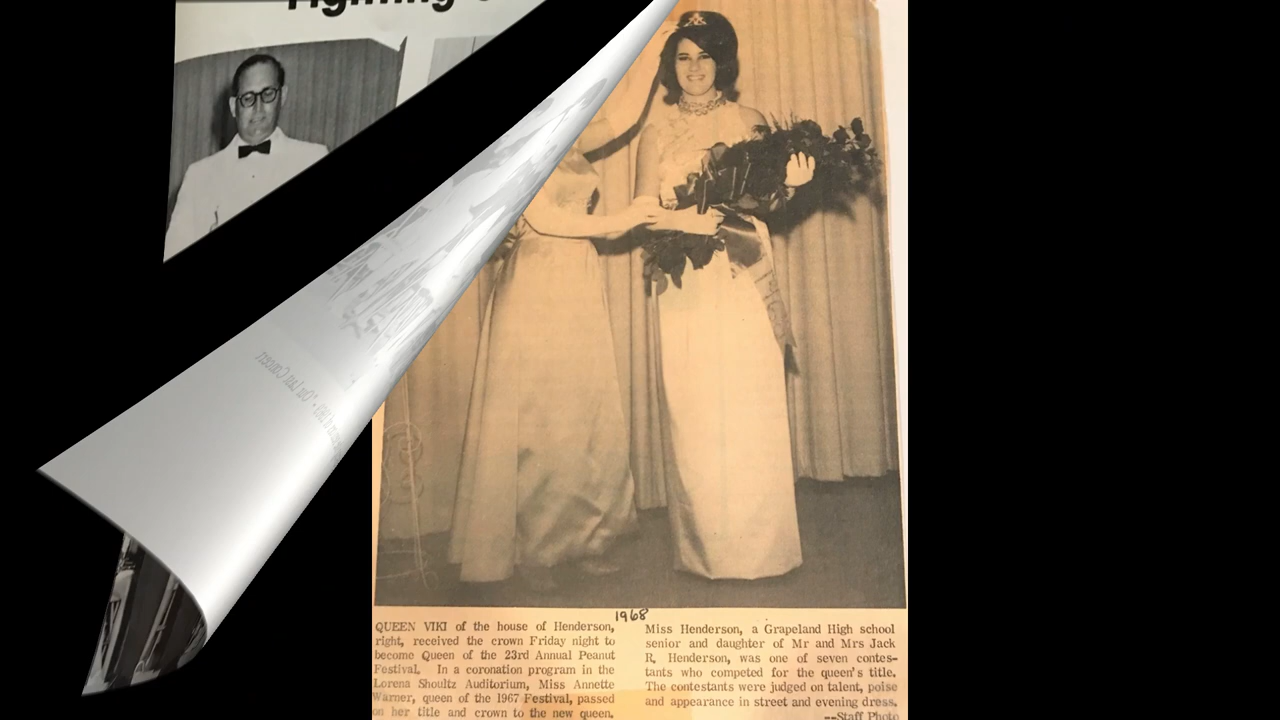 Fighting
1968
QUEEN VIKI of the house of Henderson,
right, received the crown Friday night to
become Queen of the 23rd Annual Peanut
Festival. In a coronation program in the
Lorena Shoultz Auditorium, Miss Annette
Warner, queen of the 1967 Festival, passed
on her title and crown to the new queen.
Miss Henderson, a Grapeland High school
senior and daughter of Mr and Mrs Jack
R. Henderson, was one of seven contes-
tants who competed for the queen's title.
The contestants were judged on talent, poise
and appearance in street and evening dress.
--Staff Photo